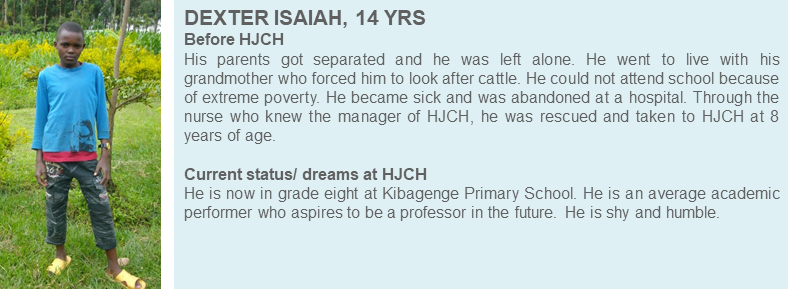 DEXTER ISAIAH, 14 YRS
Before HJCH
His parents got separated and he was left alone. He went to live with his
grandmother who forced him to look after cattle. He could not attend school because
of extreme poverty. He became sick and was abandoned at a hospital. Through the
nurse who knew the manager of HJCH, he was rescued and taken to HJCH at 8
years of age.
Current status/ dreams at HJCH
He is now in grade eight at Kibagenge Primary School. He is an average academic
performer who aspires to be a professor in the future. He is shy and humble.